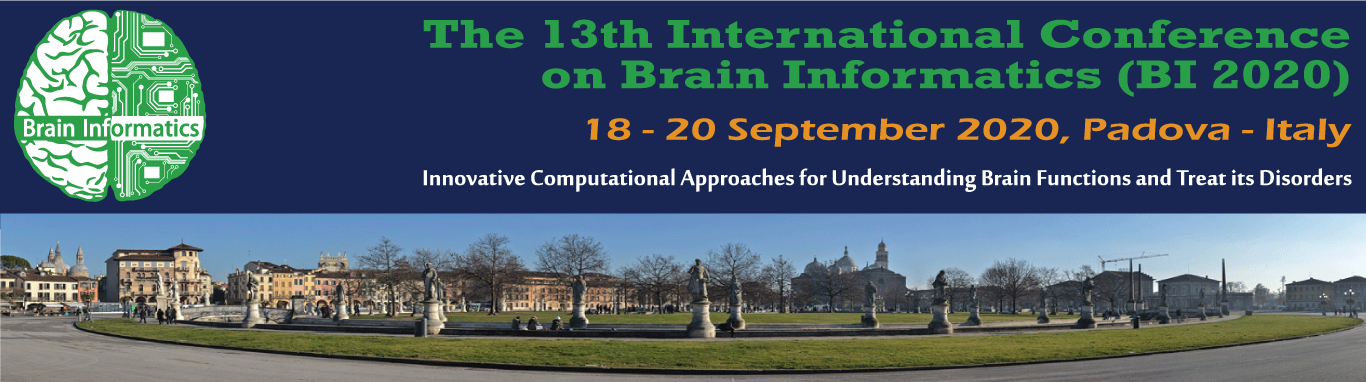 Brain Informatics
The 13th International Conference
on Brain Informatics (BI 2020)
18 - 20 September 2020, Padova - Italy
Innovative Computational Approaches for Understanding Brain Functions and Treat its Disorders